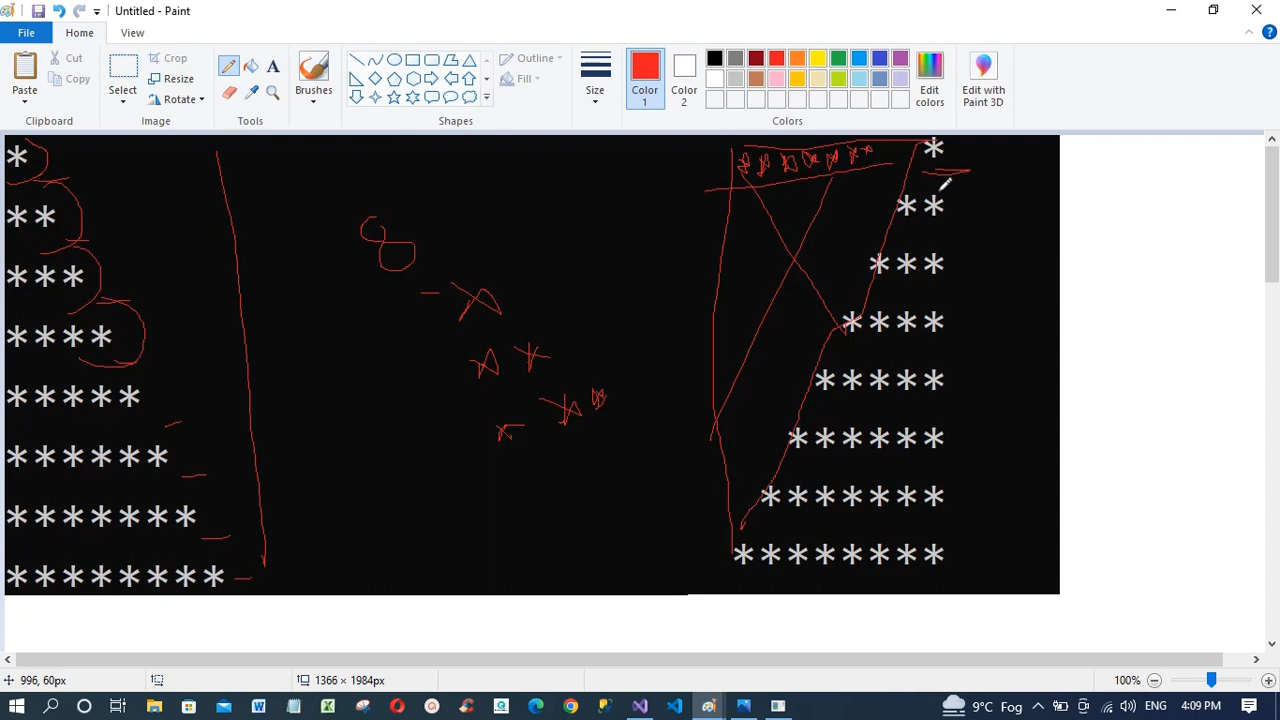 Untitled - Paint
File Home View
Paste
Cut
Copy
Clipboard
Select
Crop
Resize
Rotate
Image
Tools
Brushes
Shapes
Outline
Fill
Size
Color 1
Color 2
Edit colors
Edit with Paint 3D
Colors
*
**
***
****
*****
******
*******
********
8
*
**
***
****
*****
******
*******
********
996, 60px
1366 × 1984px
100%
9°C Fog
ENG
4:09 PM